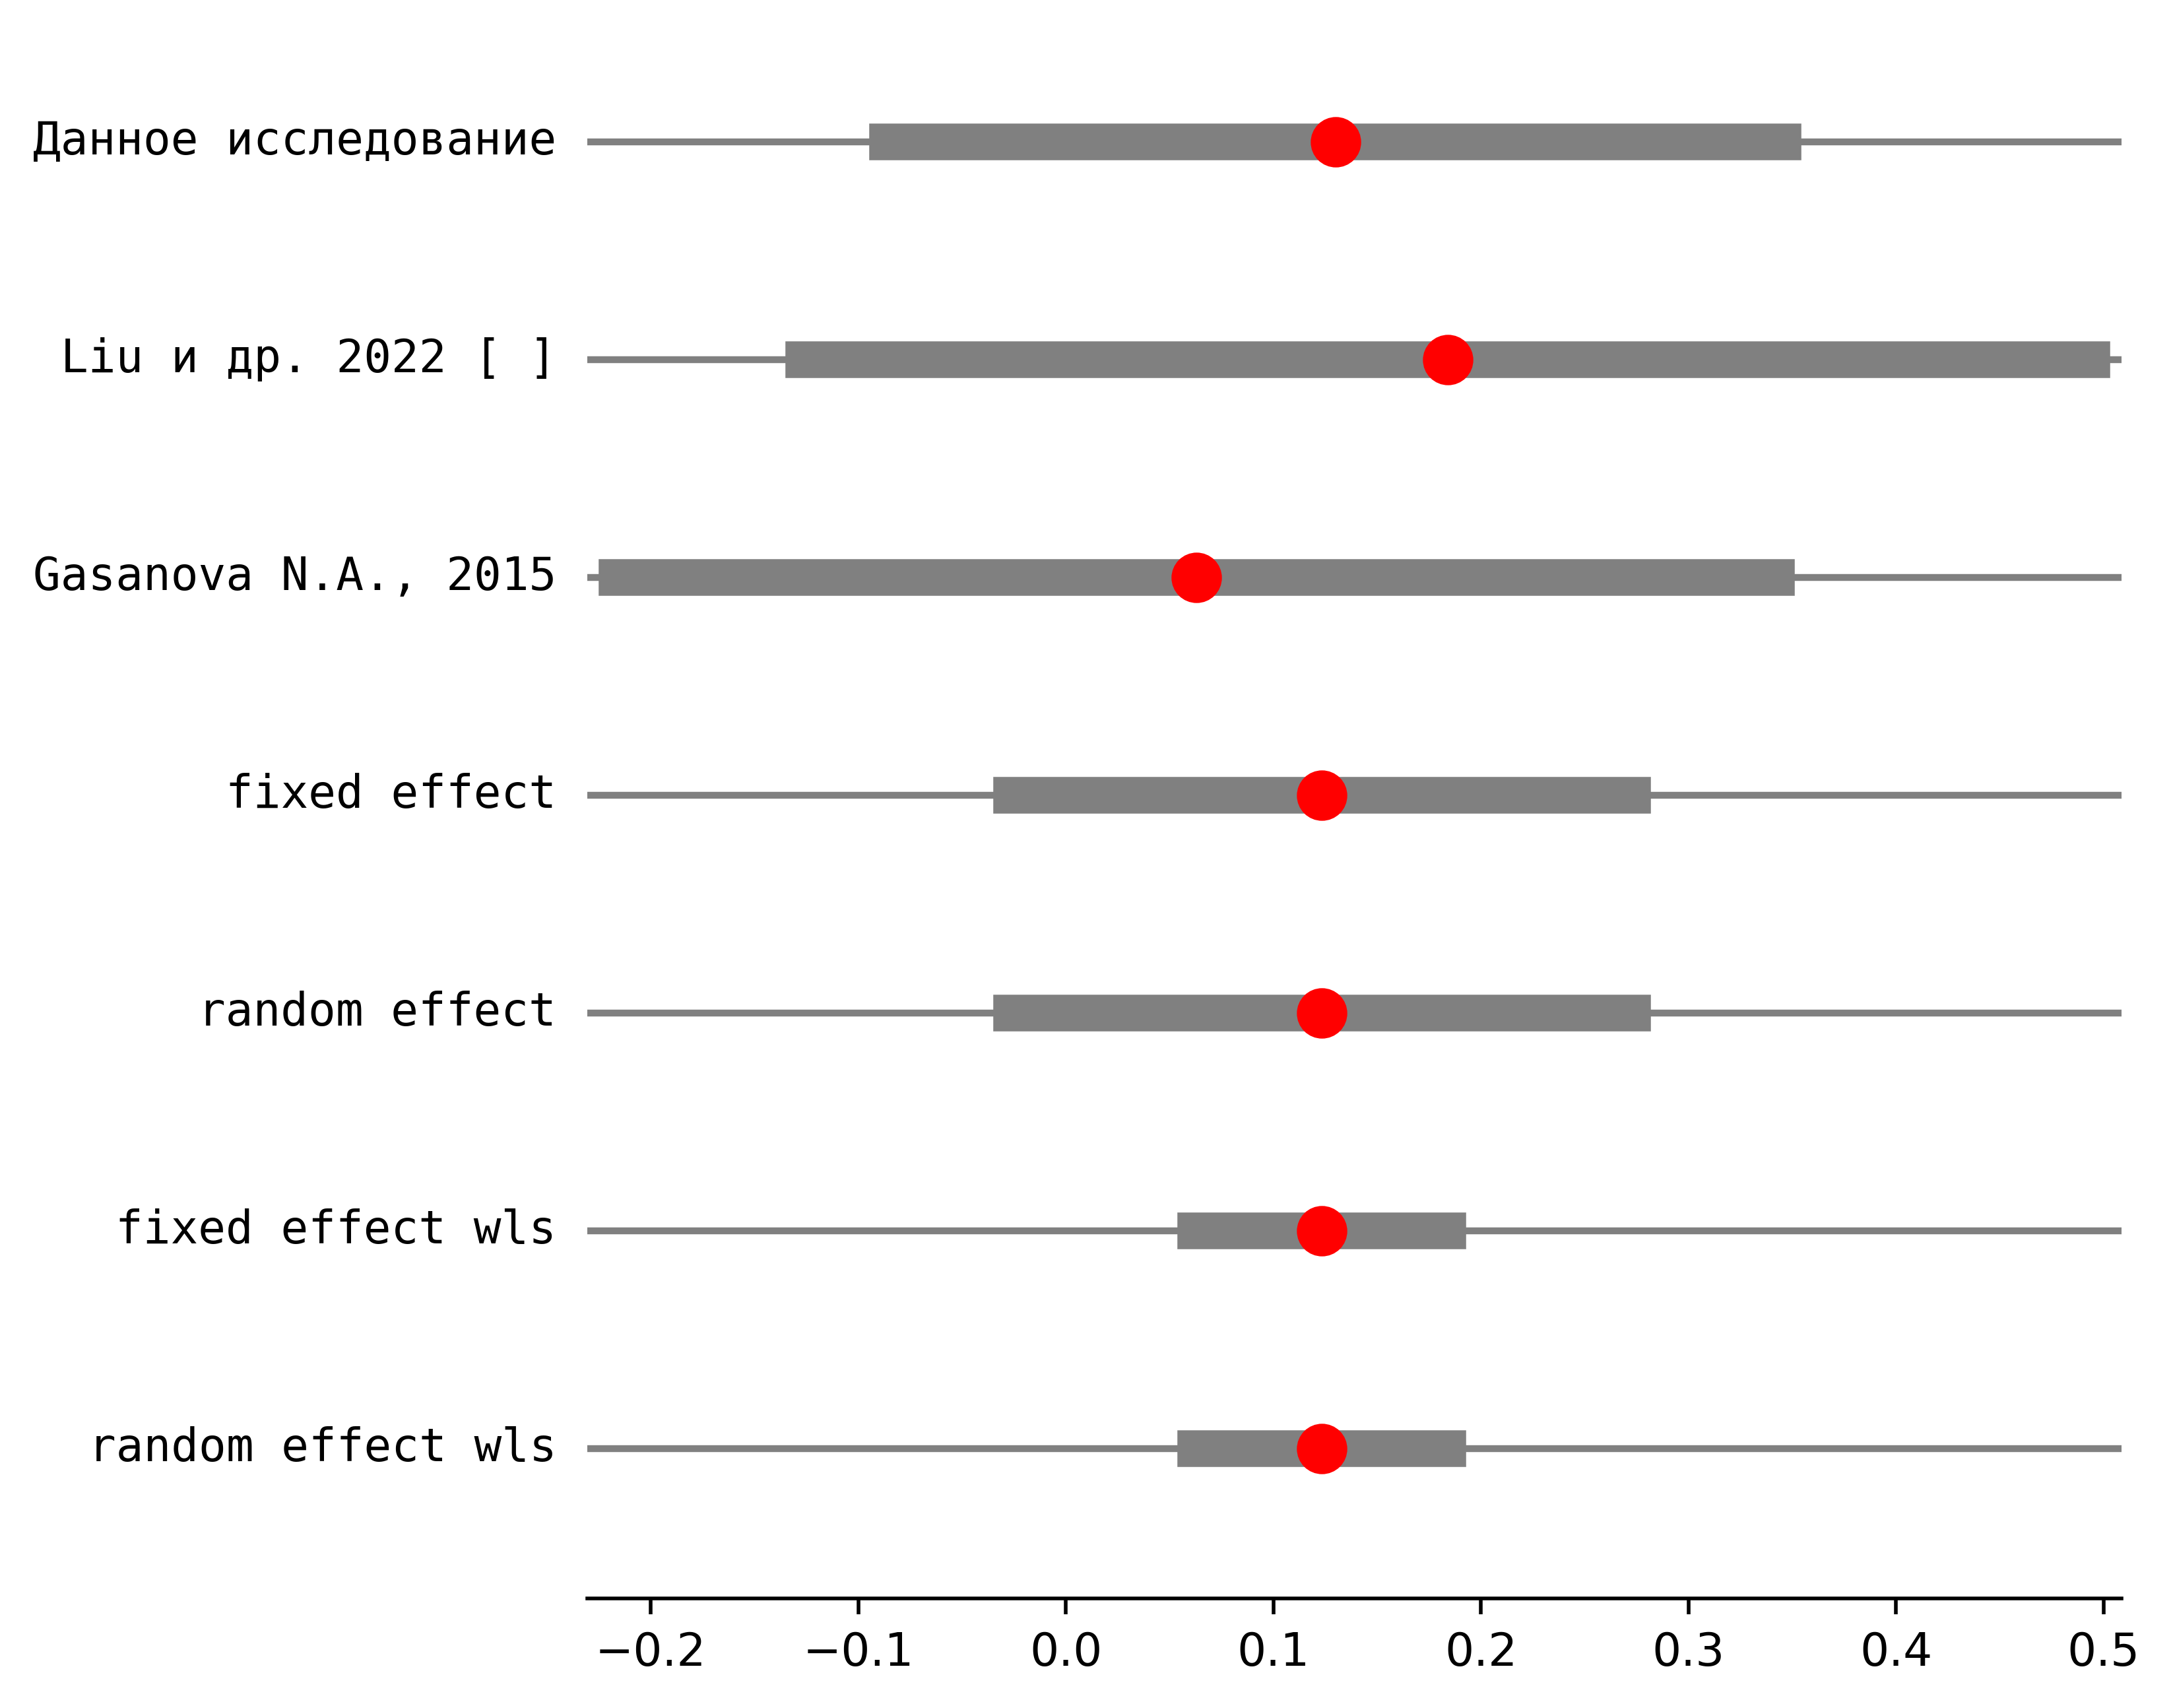 Данное исследование
Liu и др. 2022 [ ]
Gasanova N.A., 2015
fixed effect
random effect
fixed effect wls
random effect wls
−0.2 −0.1 0.0 0.1 0.2 0.3 0.4 0.5